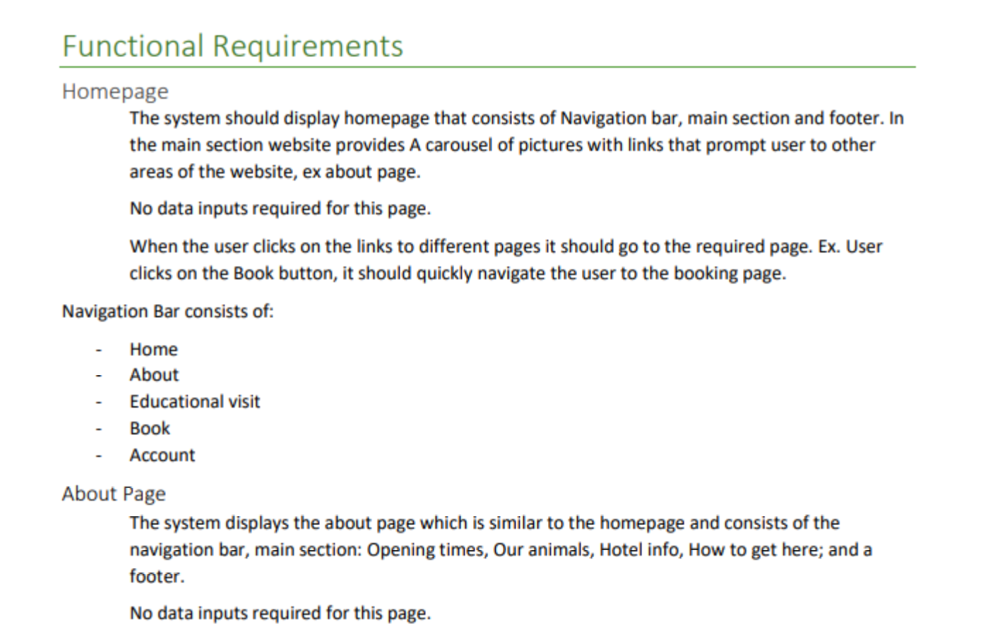 Functional Requirements
Homepage
The system should display homepage that consists of Navigation bar, main section and footer. In
the main section website provides A carousel of pictures with links that prompt user to other
areas of the website, ex about page.
No data inputs required for this page.
When the user clicks on the links to different pages it should go to the required page. Ex. User
clicks on the Book button, it should quickly navigate the user to the booking page.
Navigation Bar consists of:
- Home
- About
- Educational visit
- Book
- Account
About Page
The system displays the about page which is similar to the homepage and consists of the
navigation bar, main section: Opening times, Our animals, Hotel info, How to get here; and a
footer.
No data inputs required for this page.